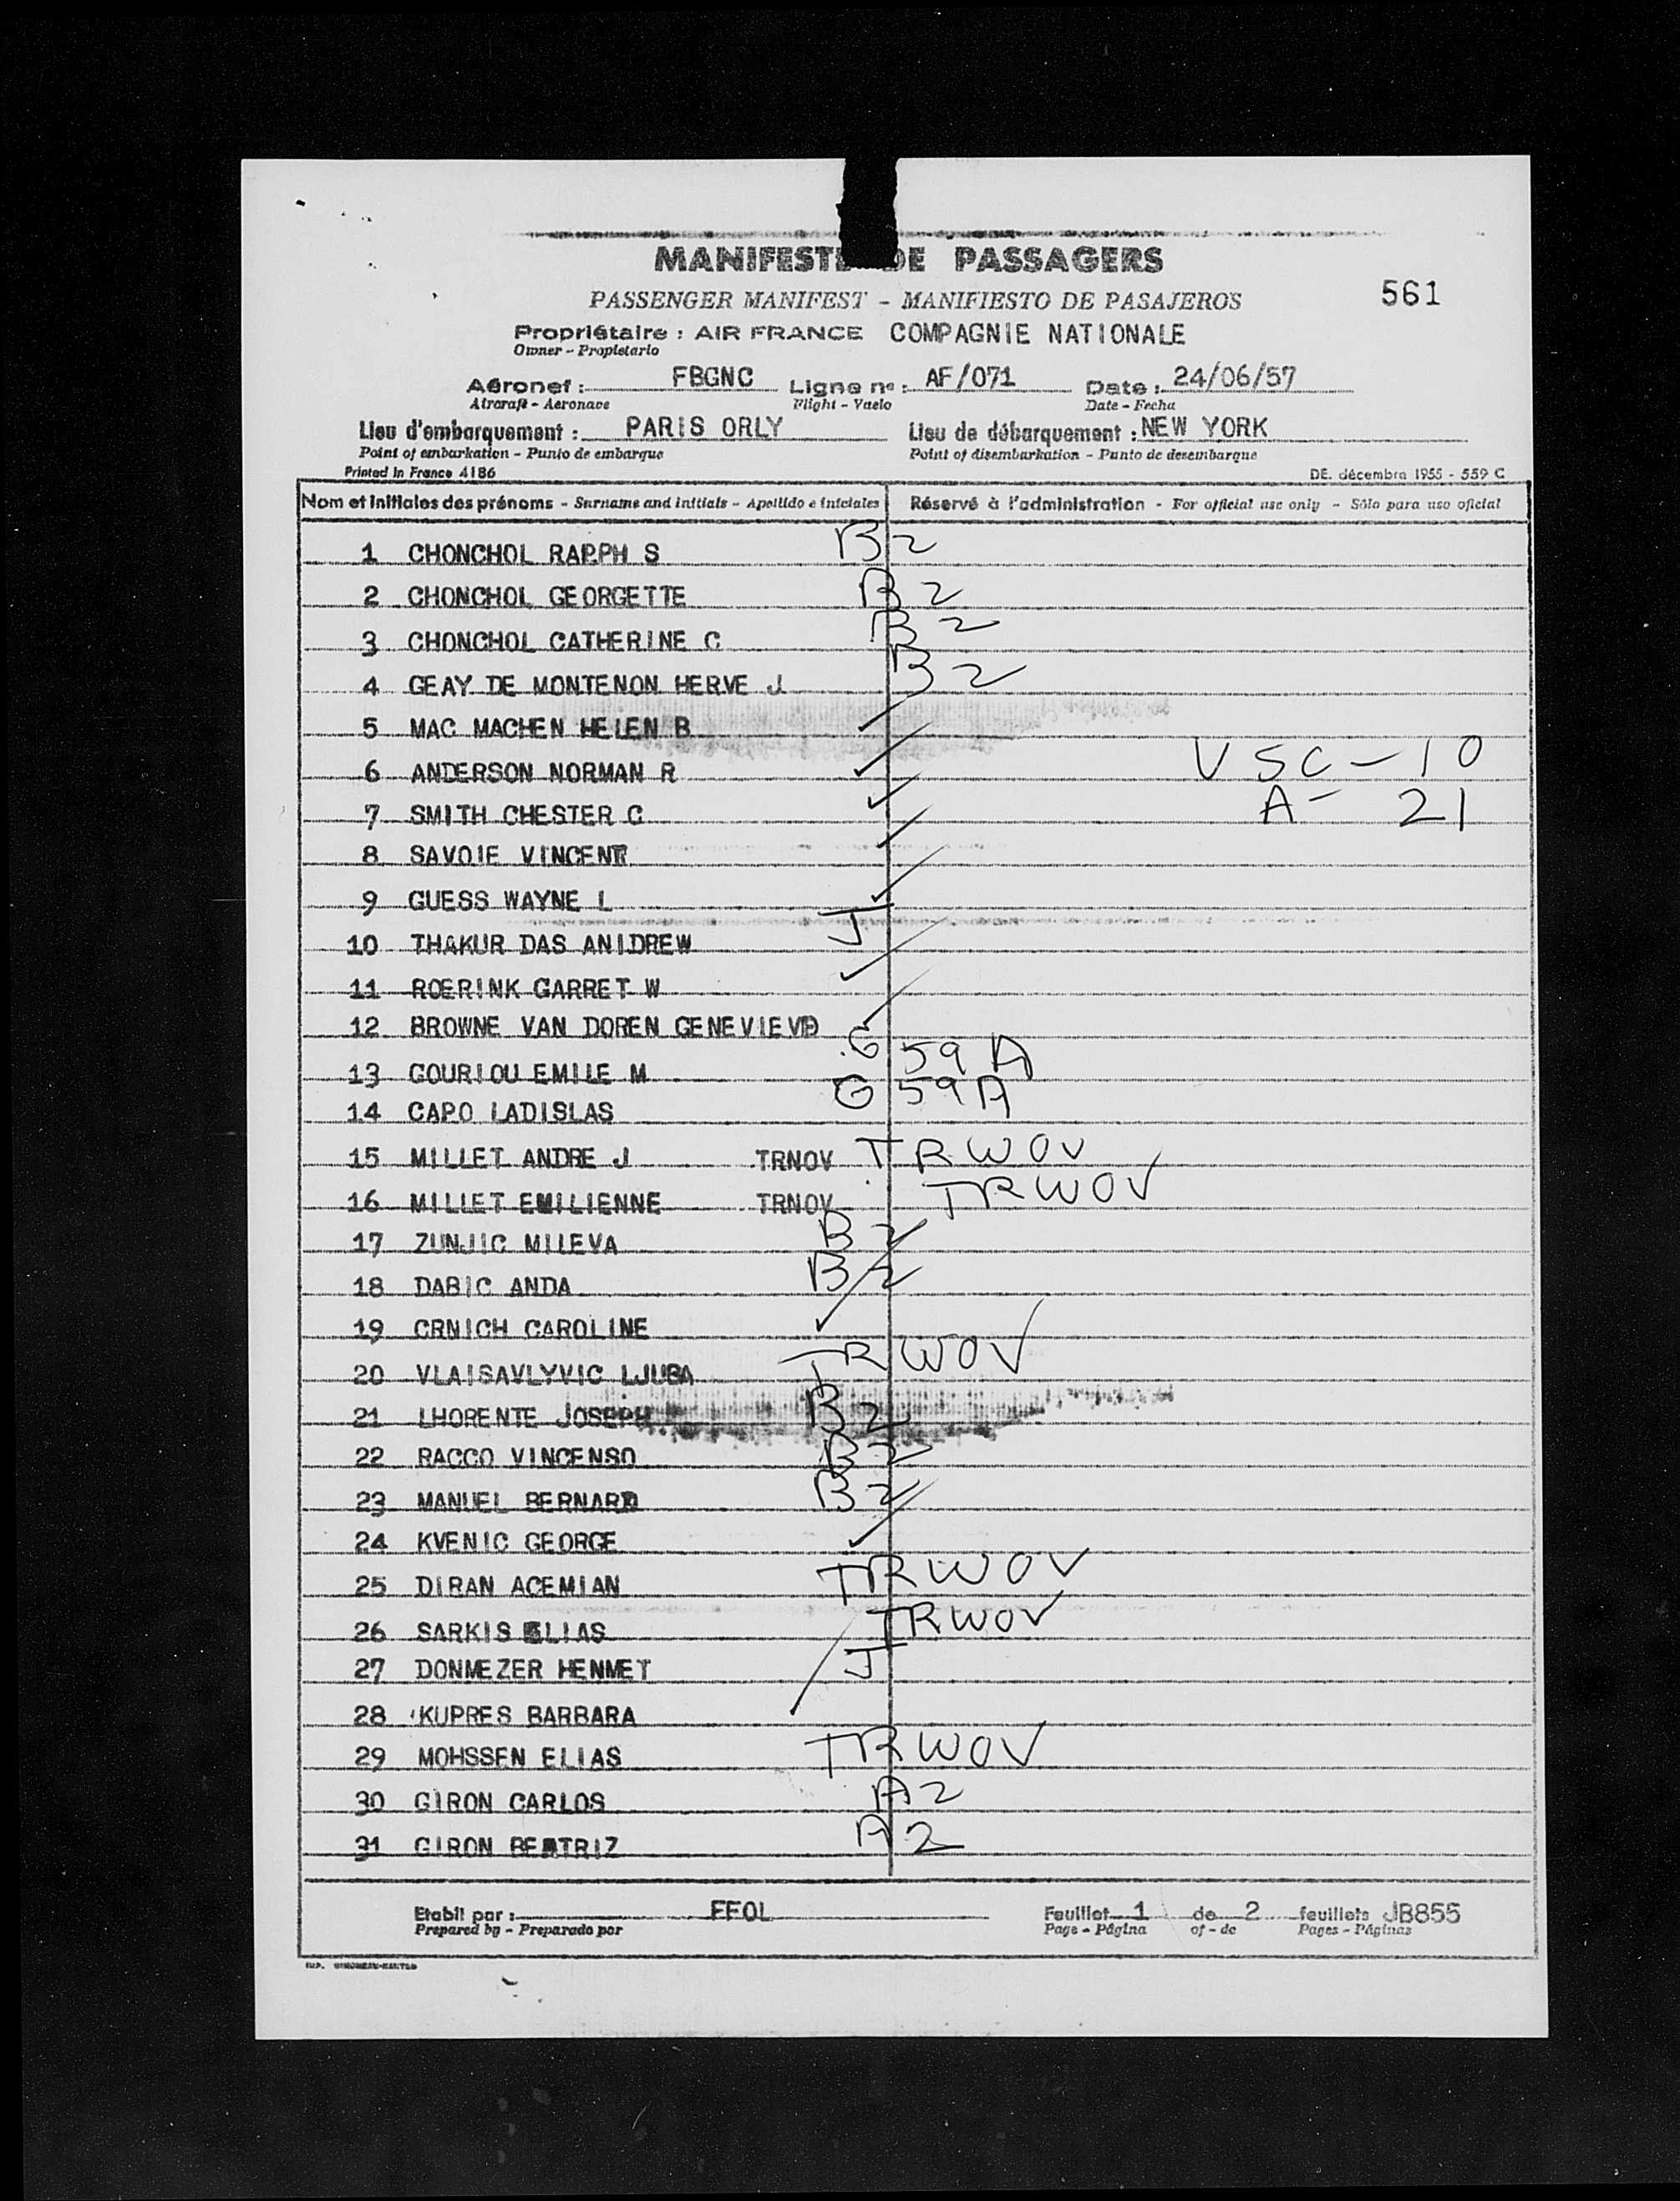 MANIFESTE DE PASSAGERS
PASSENGER MANIFEST - MANIFIESTO DE PASAJEROS
561
Propriétaire : AIR FRANCE COMPAGNIE NATIONALE
Owner - Propietario
Aéronef : FBGNC Ligne nº : AF/071 Date : 24/06/57
Aircraft - Aeronave Flight - Vuelo Date - Fecha
Lieu d'embarquement : PARIS ORLY Lieu de débarquement : NEW YORK
Point of embarkation - Punto de embarque Point of disembarkation - Punto de desembarque
Printed in France 4186 DE. décembre 1955 - 559 C
Nom et initiales des prénoms - Surname and initials - Apellido e iniciales Réservé à l'administration - For official use only - Sólo para uso oficial
1 CHONCHOL RAPPH S B2
2 CHONCHOL GEORGETTE B2
3 CHONCHOL CATHERINE C B2
4 GEAY DE MONTENON HERVE J B2
5 MAC MACHEN HELEN B ✓
6 ANDERSON NORMAN R ✓ VSC - 10
7 SMITH CHESTER C ✓ A - 21
8 SAVOIE VINCENT ✓
9 GUESS WAYNE L ✓
10 THAKUR DAS ANIDREW J
11 ROERINK GARRET W ✓
12 BROWNE VAN DOREN GENEVIEVE ✓
13 GOURIOU EMILE M G 59 A
14 CAPO LADISLAS G 59 A
15 MILLET ANDRE J TRNOV TRWOV
16 MILLET EMILIENNE TRNOV TRWOV
17 ZUNJIC MILEVA B2
18 DABIC ANDA B2
19 CRNICH CAROLINE ✓
20 VLAISAVLYVIC LJUBA TRWOV
21 LHORENTE JOSEPH B2
22 RACCO VINCENSO B2
23 MANUEL BERNARD B2
24 KVENIC GEORGE ✓
25 DIRAN ACEMIAN TRWOV
26 SARKIS ELIAS TRWOV
27 DONMEZER HENMET J
28 KUPRES BARBARA ✓
29 MOHSSEN ELIAS TRWOV
30 GIRON CARLOS A2
31 GIRON BEATRIZ A2
Etabli par : FFOL Feuillet 1 de 2 feuillets JB855
Prepared by - Preparado por Page - Página of - de Pages - Páginas